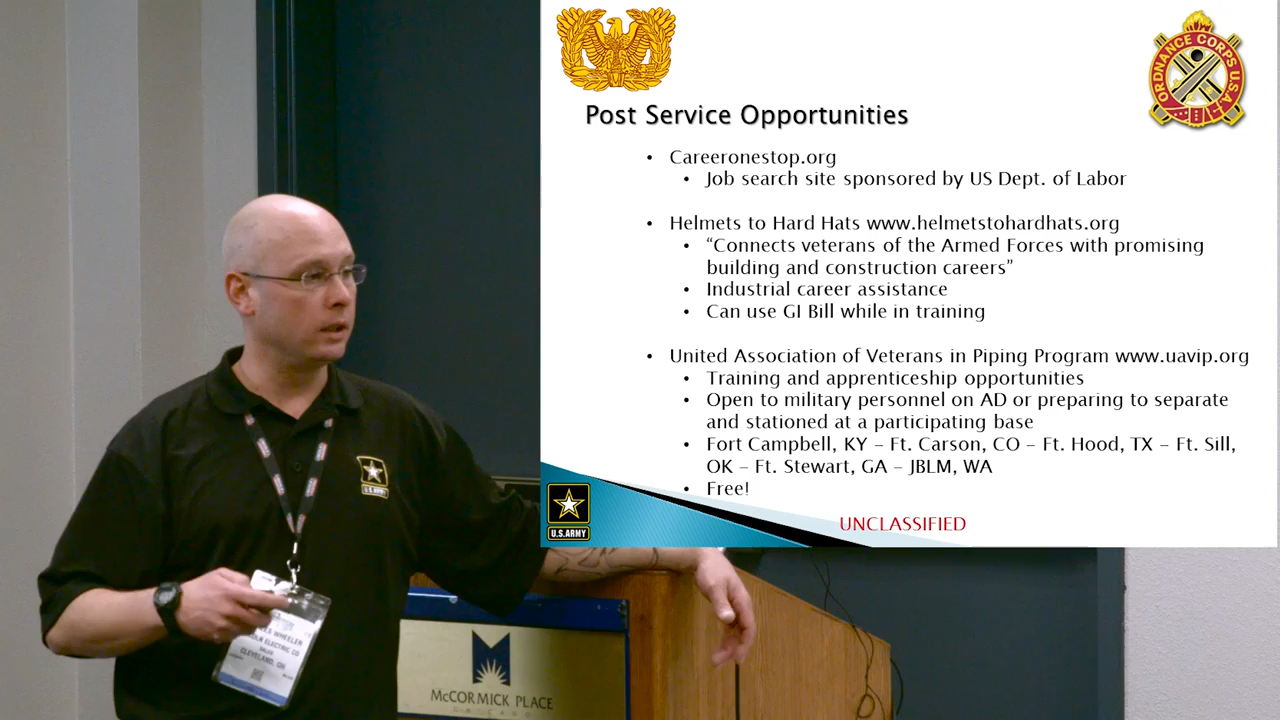 ORDNANCE CORPS U.S.A.
Post Service Opportunities
• Careeronestop.org
• Job search site sponsored by US Dept. of Labor
• Helmets to Hard Hats www.helmetstohardhats.org
• “Connects veterans of the Armed Forces with promising
building and construction careers”
• Industrial career assistance
• Can use GI Bill while in training
• United Association of Veterans in Piping Program www.uavip.org
• Training and apprenticeship opportunities
• Open to military personnel on AD or preparing to separate
and stationed at a participating base
• Fort Campbell, KY – Ft. Carson, CO – Ft. Hood, TX – Ft. Sill,
OK – Ft. Stewart, GA – JBLM, WA
• Free!
UNCLASSIFIED
U.S.ARMY
U.S.ARMY
WHEELER
ELECTRIC CO
SALES
CLEVELAND, OH
McCORMICK PLACE
CHICAGO